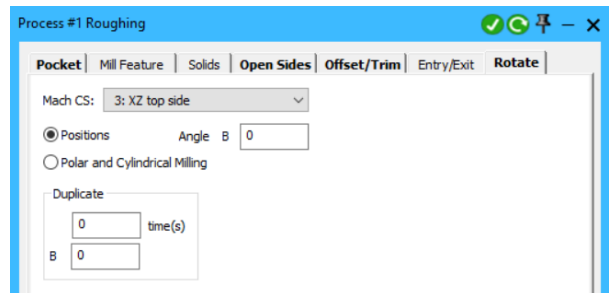 Process #1 Roughing
Pocket Mill Feature Solids Open Sides Offset/Trim Entry/Exit Rotate
Mach CS: 3: XZ top side
Positions Angle B 0
Polar and Cylindrical Milling
Duplicate
0 time(s)
B 0